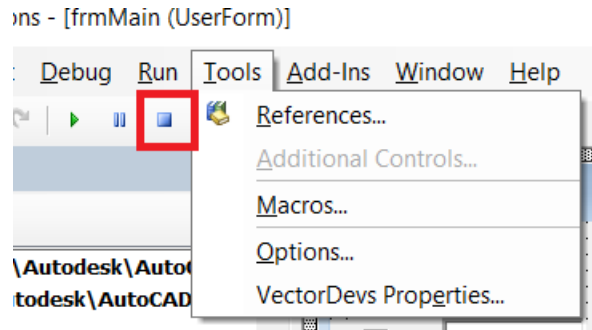 ons - [frmMain (UserForm)]
Debug Run Tools Add-Ins Window Help
References...
Additional Controls...
Macros...
Options...
VectorDevs Properties...
\Autodesk\Auto
todesk\AutoCAD